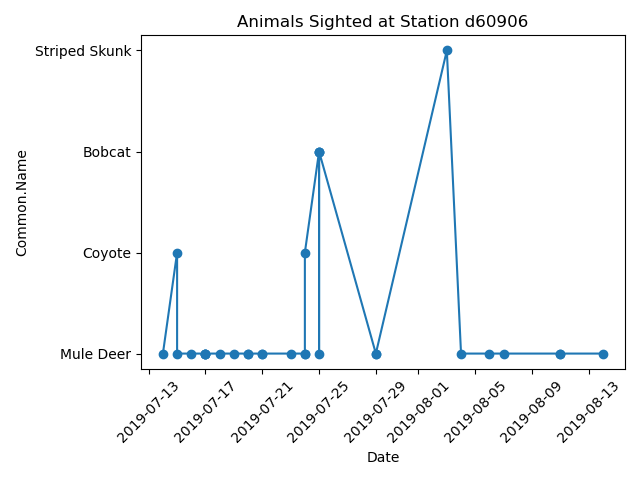 Animals Sighted at Station d60906
Striped Skunk
Bobcat
Coyote
Mule Deer
Common.Name
2019-07-13
2019-07-17
2019-07-21
2019-07-25
2019-07-29
2019-08-01
2019-08-05
2019-08-09
2019-08-13
Date